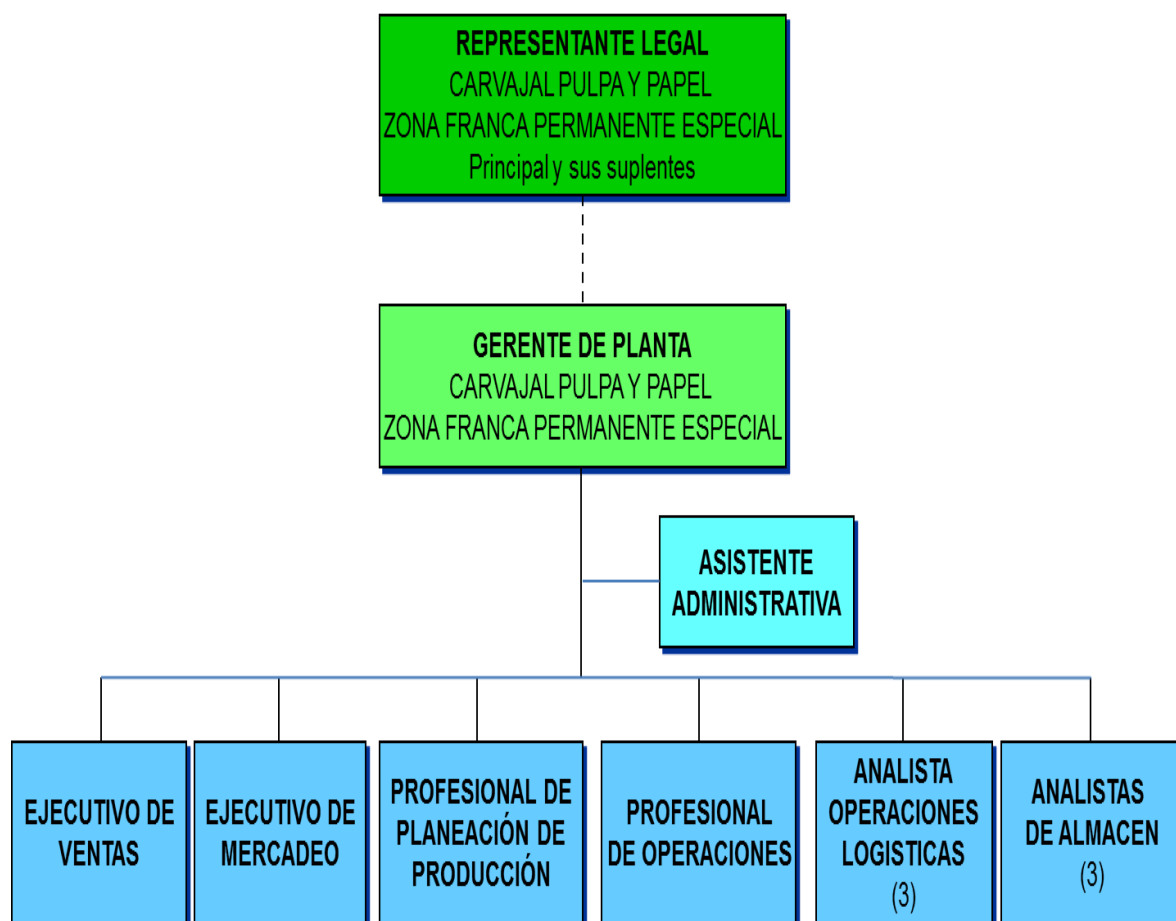 REPRESENTANTE LEGAL
CARVAJAL PULPA Y PAPEL
ZONA FRANCA PERMANENTE ESPECIAL
Principal y sus suplentes
GERENTE DE PLANTA
CARVAJAL PULPA Y PAPEL
ZONA FRANCA PERMANENTE ESPECIAL
ASISTENTE
ADMINISTRATIVA
EJECUTIVO DE
VENTAS
EJECUTIVO DE
MERCADEO
PROFESIONAL DE
PLANEACIÓN DE
PRODUCCIÓN
PROFESIONAL
DE OPERACIONES
ANALISTA
OPERACIONES
LOGISTICAS
(3)
ANALISTAS
DE ALMACEN
(3)